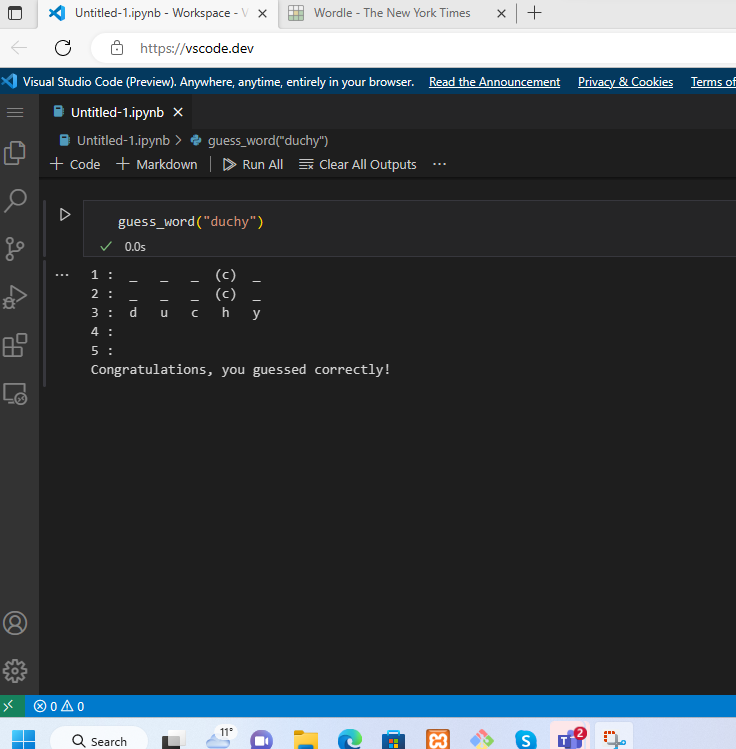 Untitled-1.ipynb - Workspace - V
Wordle - The New York Times
https://vscode.dev
Visual Studio Code (Preview). Anywhere, anytime, entirely in your browser. Read the Announcement Privacy & Cookies Terms of
Untitled-1.ipynb
Untitled-1.ipynb > guess_word("duchy")
+ Code + Markdown Run All Clear All Outputs ...
guess_word("duchy")
0.0s
1 : _ _ _ (c) _
2 : _ _ _ (c) _
3 : d u c h y
4 :
5 :
Congratulations, you guessed correctly!
0 0
Search 11° 2